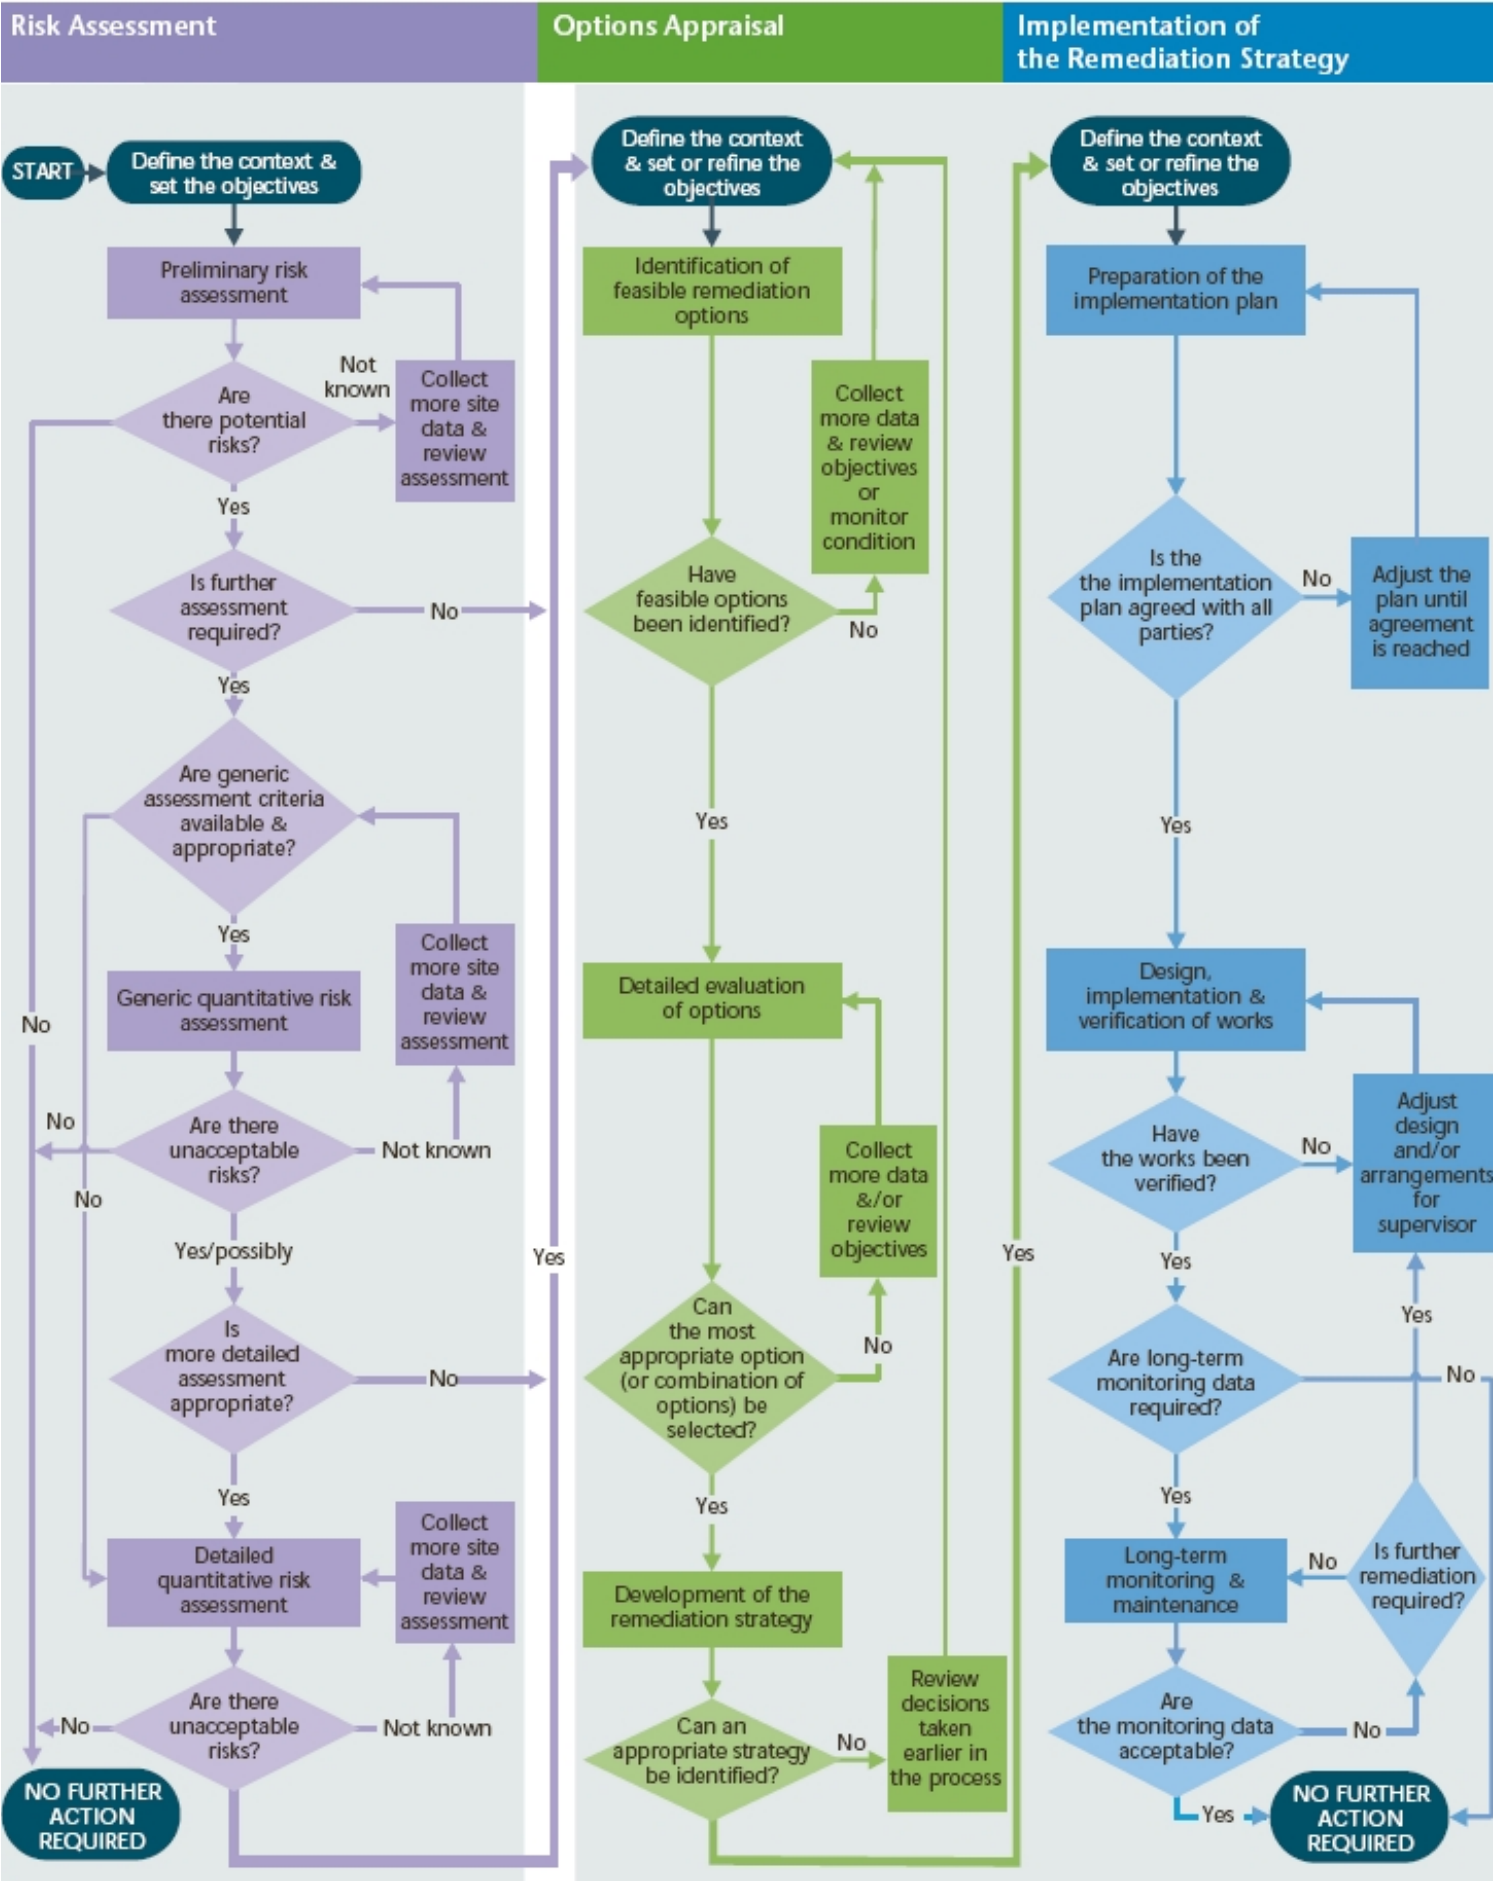 Risk Assessment
Options Appraisal
Implementation of
the Remediation Strategy
START
Define the context &
set the objectives
Preliminary risk
assessment
Are
there potential
risks?
Not
known
Collect
more site
data &
review
assessment
Yes
Is further
assessment
required?
No
Yes
Are generic
assessment criteria
available &
appropriate?
Yes
Collect
more site
data &
review
assessment
Generic quantitative risk
assessment
No
Are there
unacceptable
risks?
No
Not known
No
Yes/possibly
Is
more detailed
assessment
appropriate?
No
Yes
Detailed
quantitative risk
assessment
Collect
more site
data &
review
assessment
Are there
unacceptable
risks?
No
Not known
NO FURTHER
ACTION
REQUIRED
Yes
Define the context
& set or refine the
objectives
Identification of
feasible remediation
options
Collect
more data
& review
objectives
or
monitor
condition
Have
feasible options
been identified?
No
Yes
Detailed evaluation
of options
Collect
more data
&/or
review
objectives
Can
the most
appropriate option
(or combination of
options) be
selected?
No
Yes
Development of the
remediation strategy
Can an
appropriate strategy
be identified?
No
Review
decisions
taken
earlier in
the process
Yes
Define the context
& set or refine the
objectives
Preparation of the
implementation plan
Is the
the implementation
plan agreed with all
parties?
No
Adjust the
plan until
agreement
is reached
Yes
Design,
implementation &
verification of works
Have
the works been
verified?
No
Adjust
design
and/or
arrangements
for
supervisor
Yes
Yes
Are long-term
monitoring data
required?
No
Yes
Long-term
monitoring &
maintenance
No
Is further
remediation
required?
Are
the monitoring data
acceptable?
No
Yes
NO FURTHER
ACTION
REQUIRED